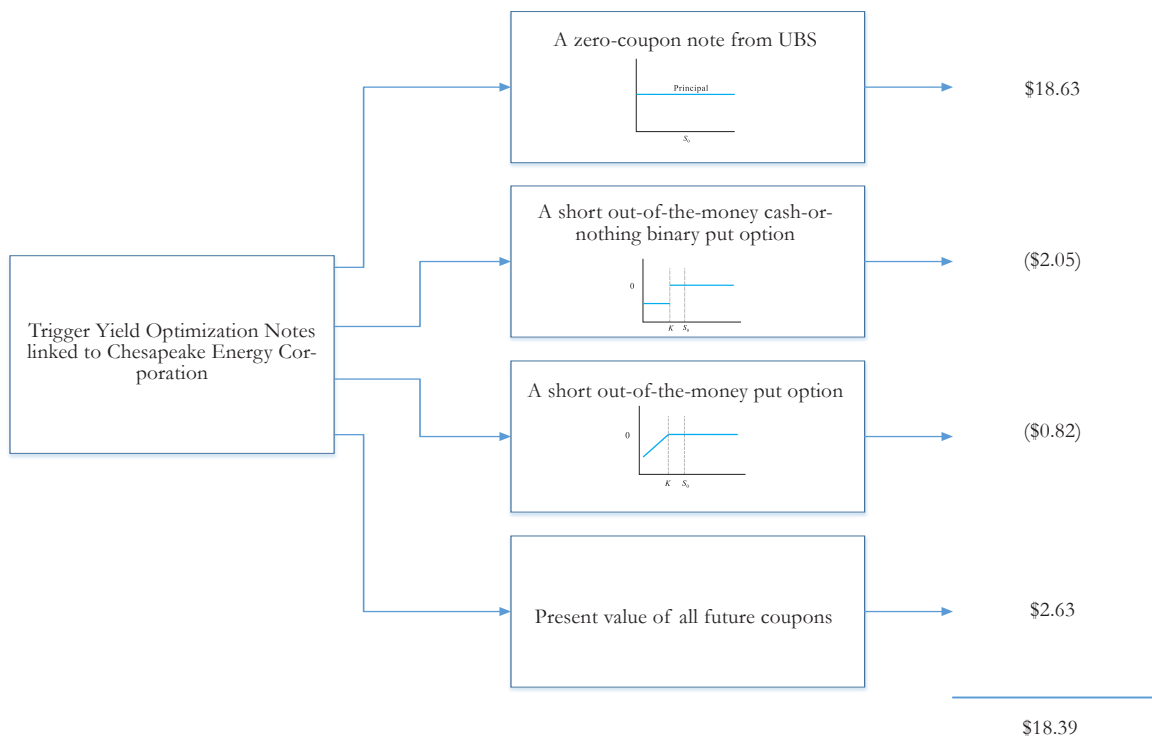 A zero-coupon note from UBS
Principal
S₀
$18.63
A short out-of-the-money cash-or-
nothing binary put option
0
K
S₀
($2.05)
Trigger Yield Optimization Notes
linked to Chesapeake Energy Cor-
poration
A short out-of-the-money put option
0
K
S₀
($0.82)
Present value of all future coupons
$2.63
$18.39